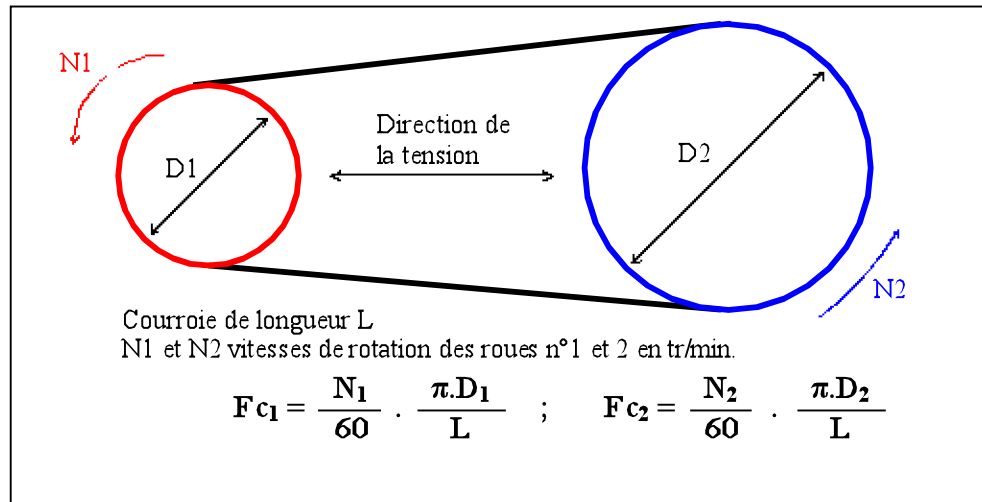 N1
Direction de
la tension
D1
D2
N2
Courroie de longueur L
N1 et N2 vitesses de rotation des roues n°1 et 2 en tr/min.
Fc₁ = N₁/60 . π.D₁/L ; Fc₂ = N₂/60 . π.D₂/L